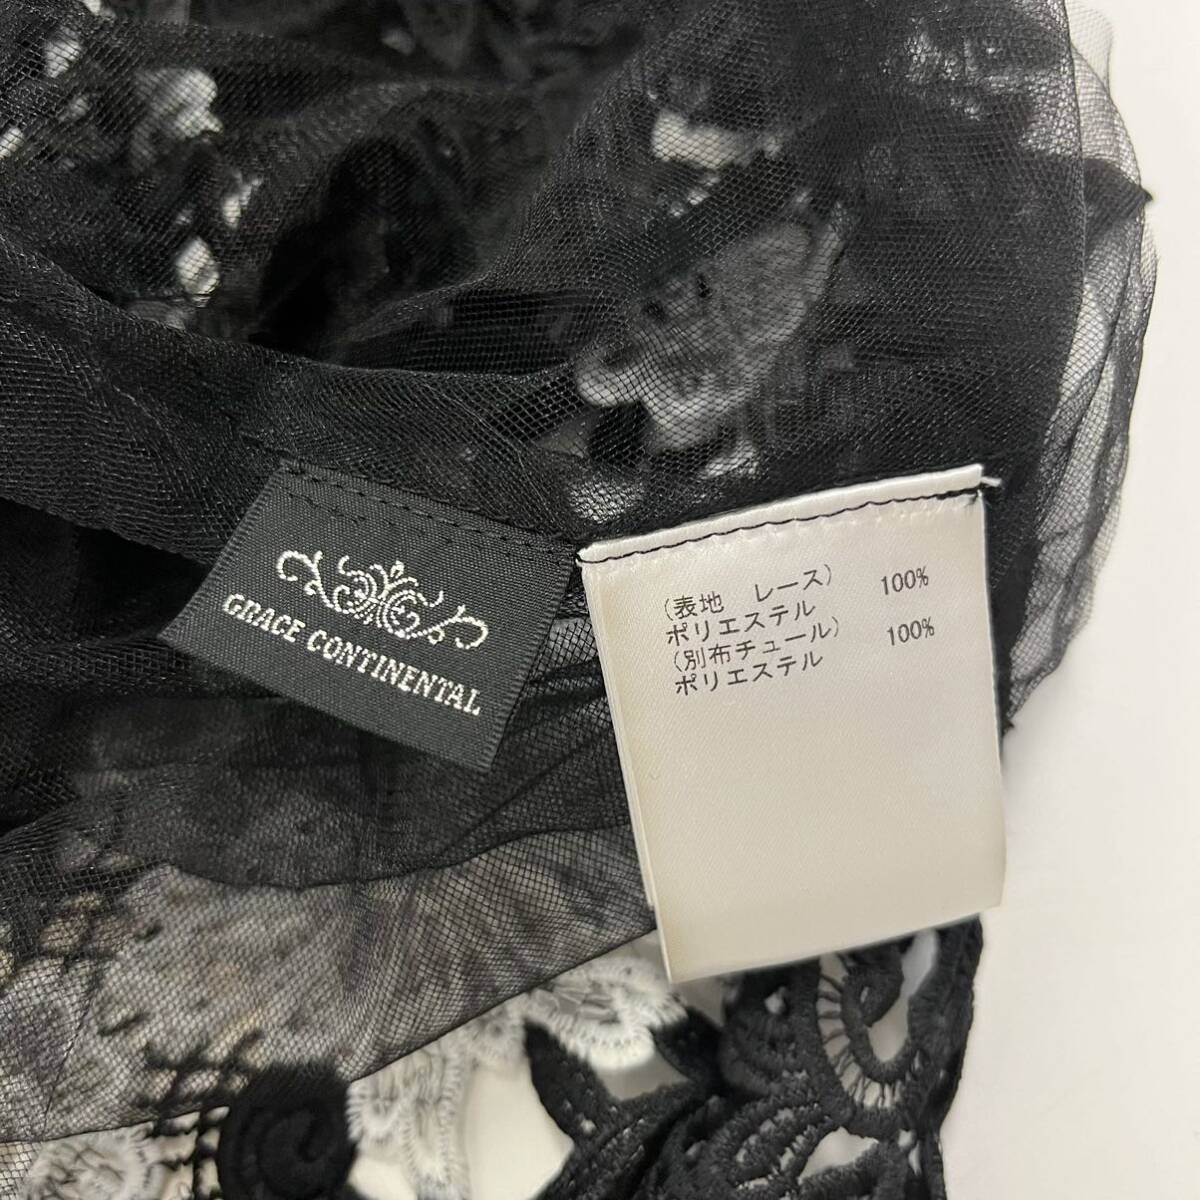 GRACE CONTINENTAL
(表地　レース)
ポリエステル 100%
(別布チュール)
ポリエステル 100%